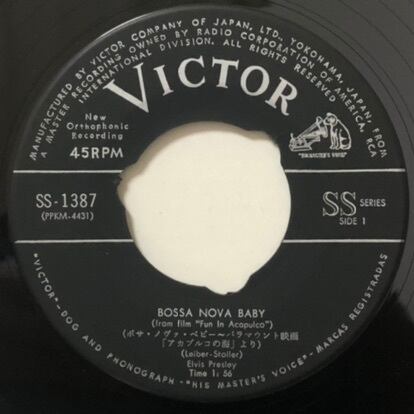 MANUFACTURED BY VICTOR COMPANY OF JAPAN, LTD., YOKOHAMA, JAPAN, FROM
A MASTER RECORDING OWNED BY RADIO CORPORATION OF AMERICA, RCA
INTERNATIONAL DIVISION. ALL RIGHTS RESERVED
VICTOR
New
Orthophonic
Recording
45RPM
"HIS MASTER'S VOICE"
SS-1387
(PPKM-4431)
SS SERIES
SIDE 1
BOSSA NOVA BABY
(from film "Fun In Acapulco")
(ボサ・ノヴァ・ベビー〜パラマウント映画
「アカプルコの海」より)
(Leiber-Stoller)
Elvis Presley
Time 1: 56
"VICTOR"-DOG AND PHONOGRAPH-"HIS MASTER'S VOICE"-MARCAS REGISTRADAS